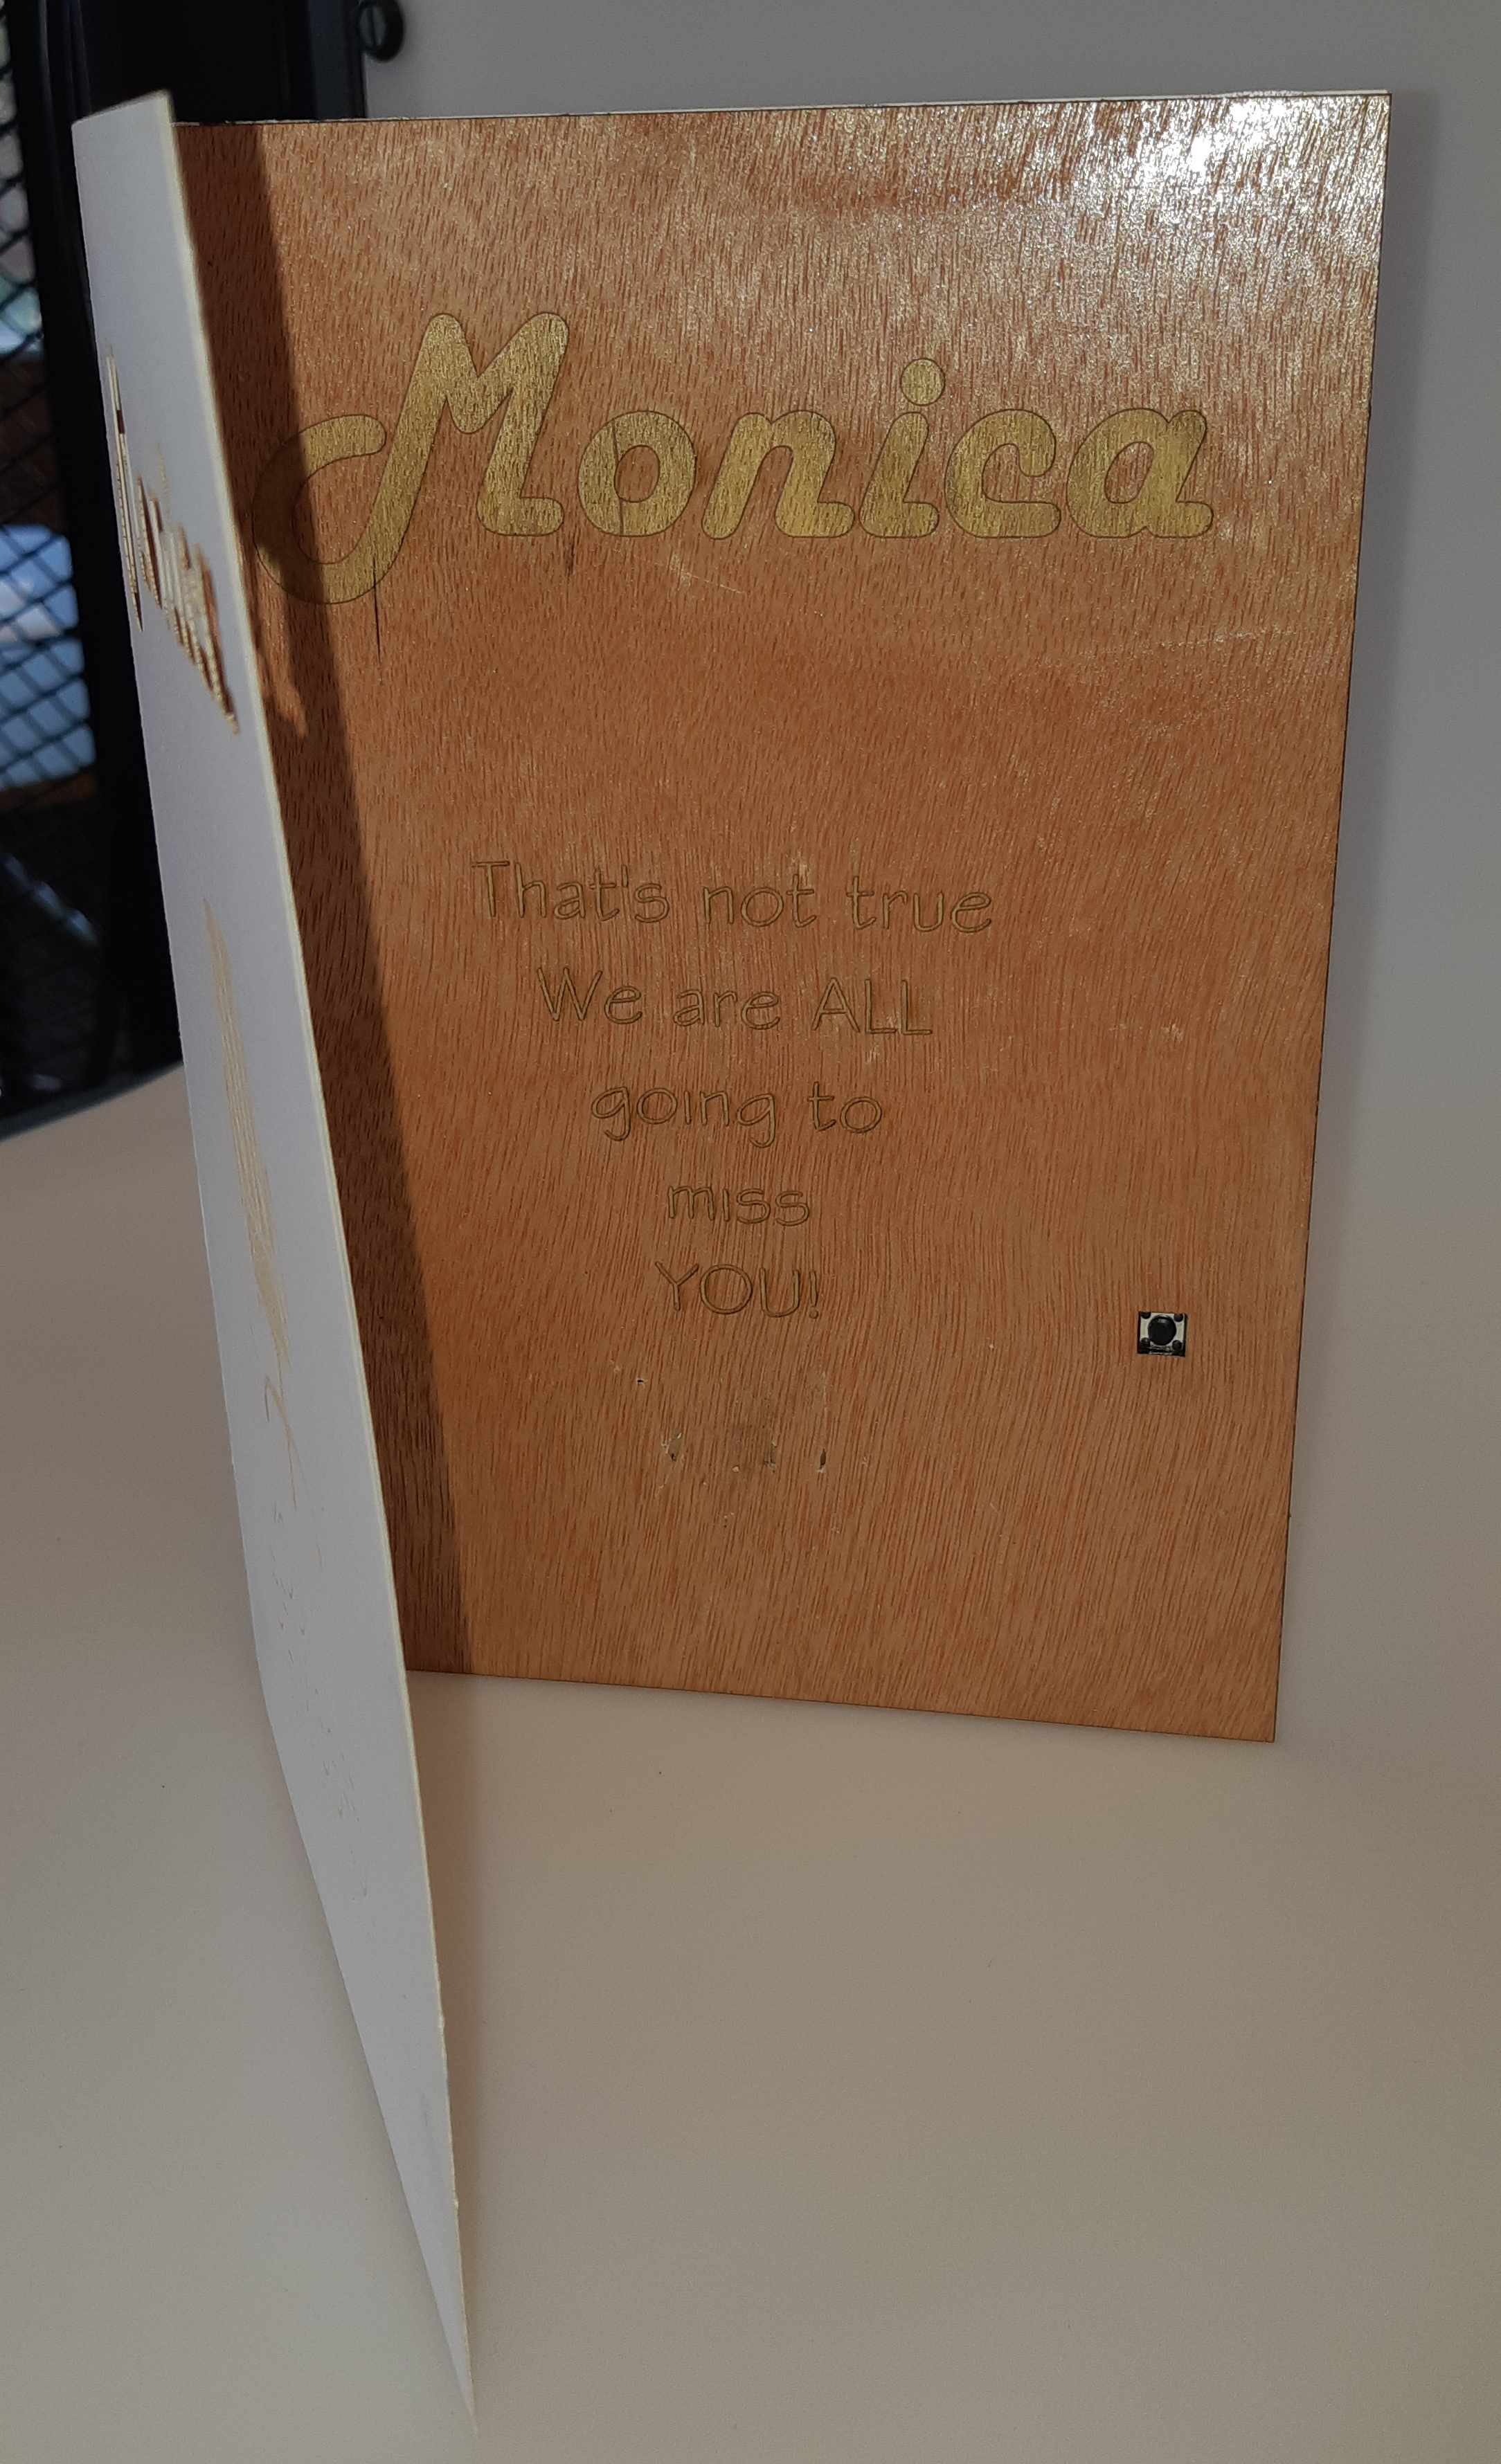 Monica
That's not true
We are ALL
going to
miss
YOU!